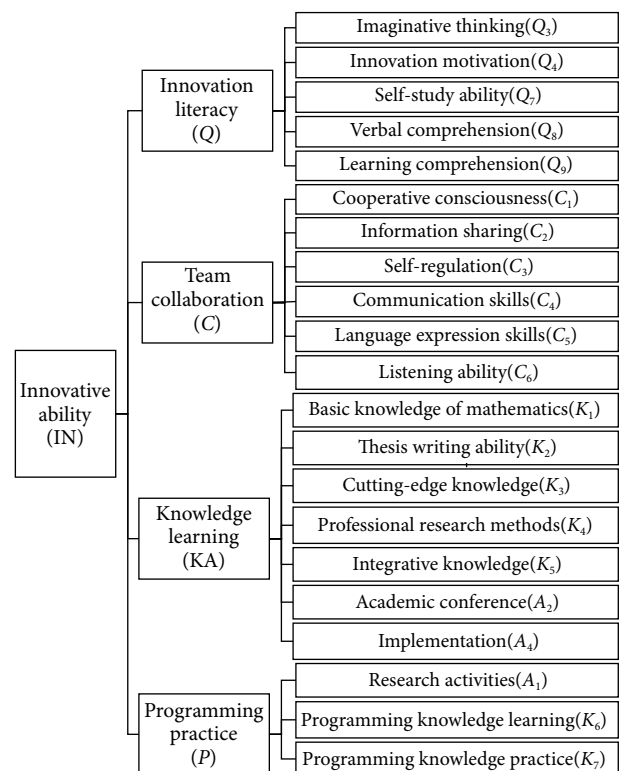 Imaginative thinking(Q₃)
Innovation motivation(Q₄)
Self-study ability(Q₇)
Verbal comprehension(Q₈)
Learning comprehension(Q₉)
Innovation
literacy
(Q)
Cooperative consciousness(C₁)
Information sharing(C₂)
Self-regulation(C₃)
Communication skills(C₄)
Language expression skills(C₅)
Listening ability(C₆)
Team
collaboration
(C)
Innovative
ability
(IN)
Basic knowledge of mathematics(K₁)
Thesis writing ability(K₂)
Cutting-edge knowledge(K₃)
Professional research methods(K₄)
Integrative knowledge(K₅)
Academic conference(A₂)
Implementation(A₄)
Knowledge
learning
(KA)
Research activities(A₁)
Programming knowledge learning(K₆)
Programming knowledge practice(K₇)
Programming
practice
(P)